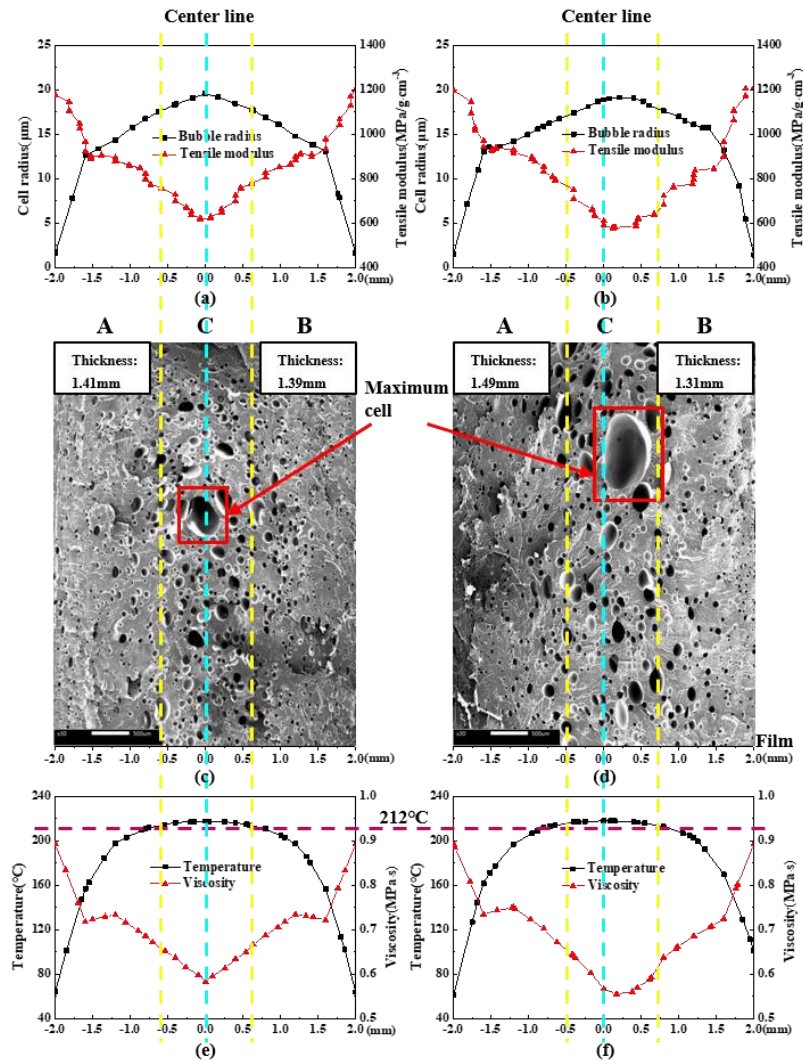 Center line
Center line
25
20
15
10
5
0
Cell radius(μm)
1400
1200
1000
800
600
400
Tensile modulus(MPa/g·cm⁻³)
Bubble radius
Tensile modulus
-2.0 -1.5 -1.0 -0.5 0.0 0.5 1.0 1.5 2.0
(a)
25
20
15
10
5
0
Cell radius(μm)
1400
1200
1000
800
600
400
Tensile modulus(MPa/g·cm⁻³)
Bubble radius
Tensile modulus
-2.0 -1.5 -1.0 -0.5 0.0 0.5 1.0 1.5 2.0
(mm)
(b)
A C B
Thickness:
1.41mm
Thickness:
1.39mm
Maximum
cell
x30 500μm
-2.0 -1.5 -1.0 -0.5 0.0 0.5 1.0 1.5 2.0(mm)
(c)
A C B
Thickness:
1.49mm
Thickness:
1.31mm
x30 500μm
Film
-2.0 -1.5 -1.0 -0.5 0.0 0.5 1.0 1.5 2.0(mm)
(d)
240
200
160
120
80
40
Temperature(°C)
1.0
0.9
0.8
0.7
0.6
0.5
Viscosity(MPa·s)
212°C
Temperature
Viscosity
-2.0 -1.5 -1.0 -0.5 0.0 0.5 1.0 1.5 2.0(mm)
(e)
240
200
160
120
80
40
Temperature(°C)
1.0
0.9
0.8
0.7
0.6
0.5
Viscosity(MPa·s)
Temperature
Viscosity
-2.0 -1.5 -1.0 -0.5 0.0 0.5 1.0 1.5 2.0
(mm)
(f)